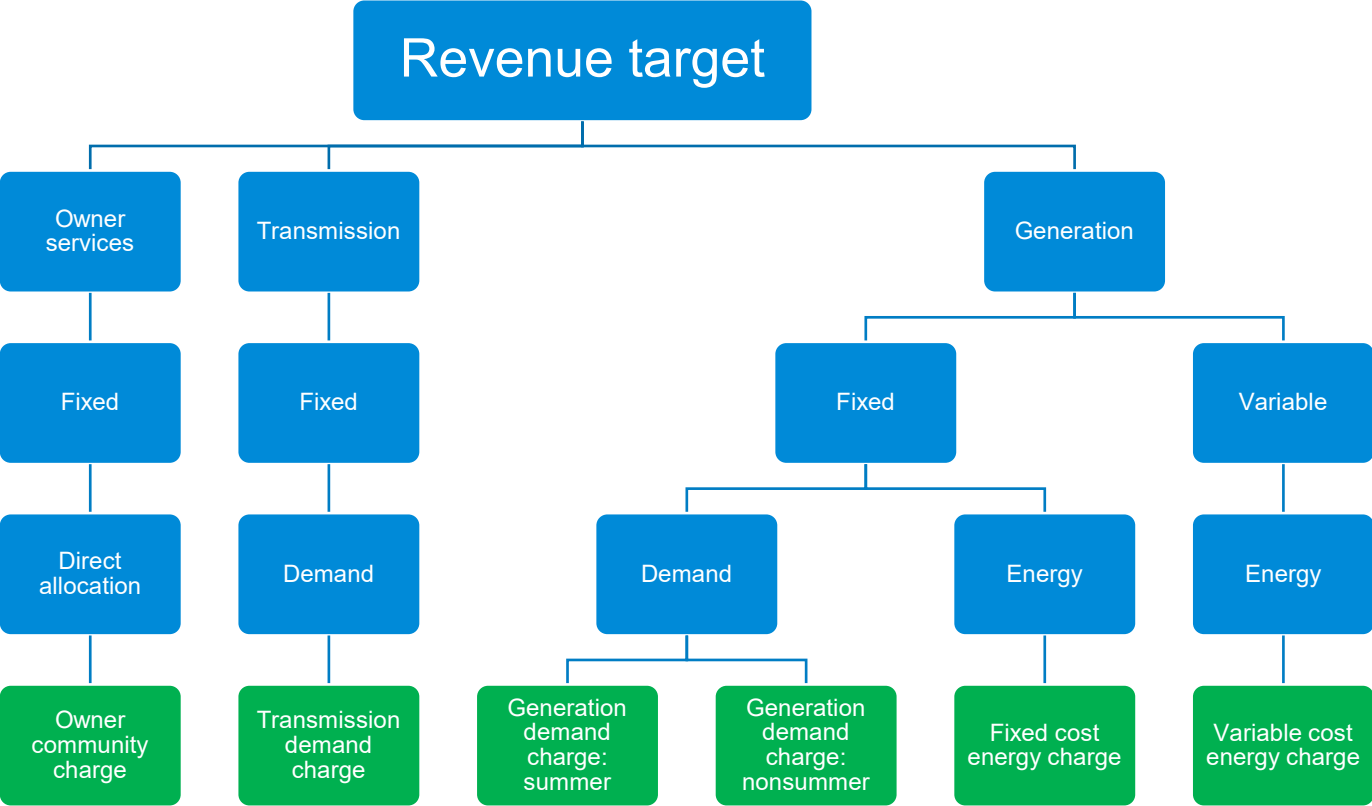 Revenue target
Owner
services
Transmission
Generation
Fixed
Fixed
Fixed
Variable
Direct
allocation
Demand
Demand
Energy
Energy
Owner
community
charge
Transmission
demand
charge
Generation
demand
charge:
summer
Generation
demand
charge:
nonsummer
Fixed cost
energy charge
Variable cost
energy charge